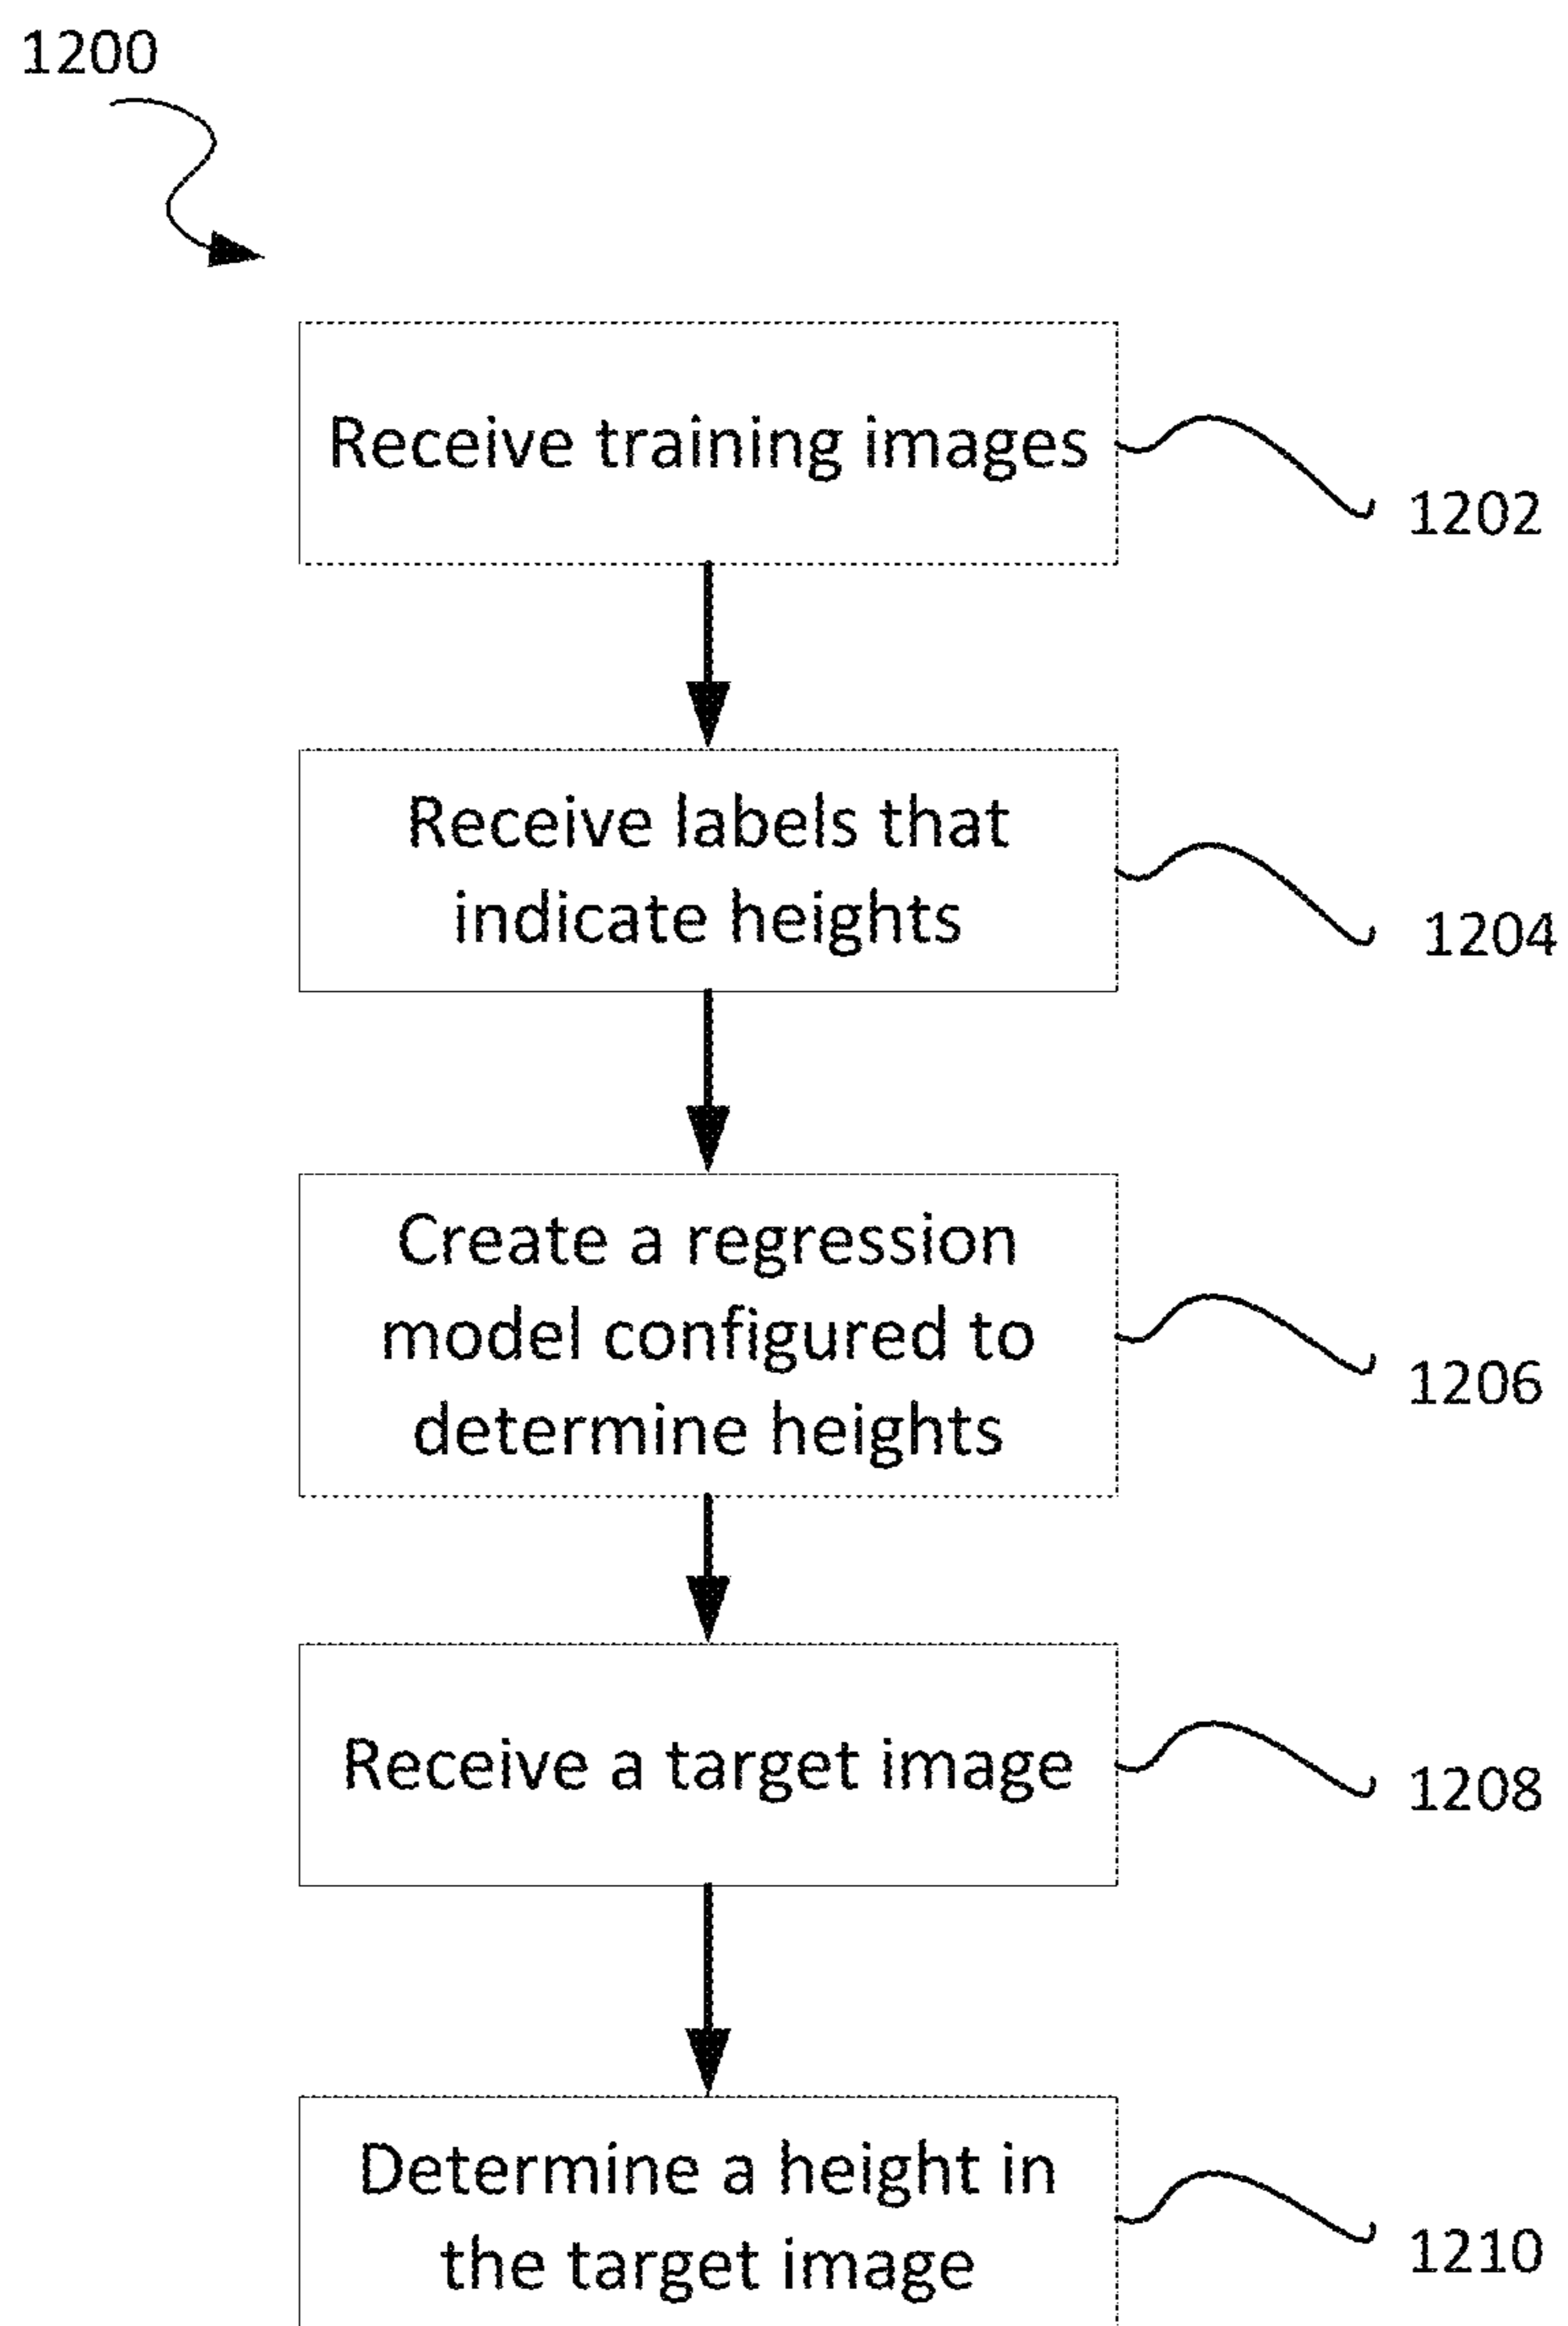 1200
Receive training images
1202
Receive labels that
indicate heights
1204
Create a regression
model configured to
determine heights
1206
Receive a target image
1208
Determine a height in
the target image
1210